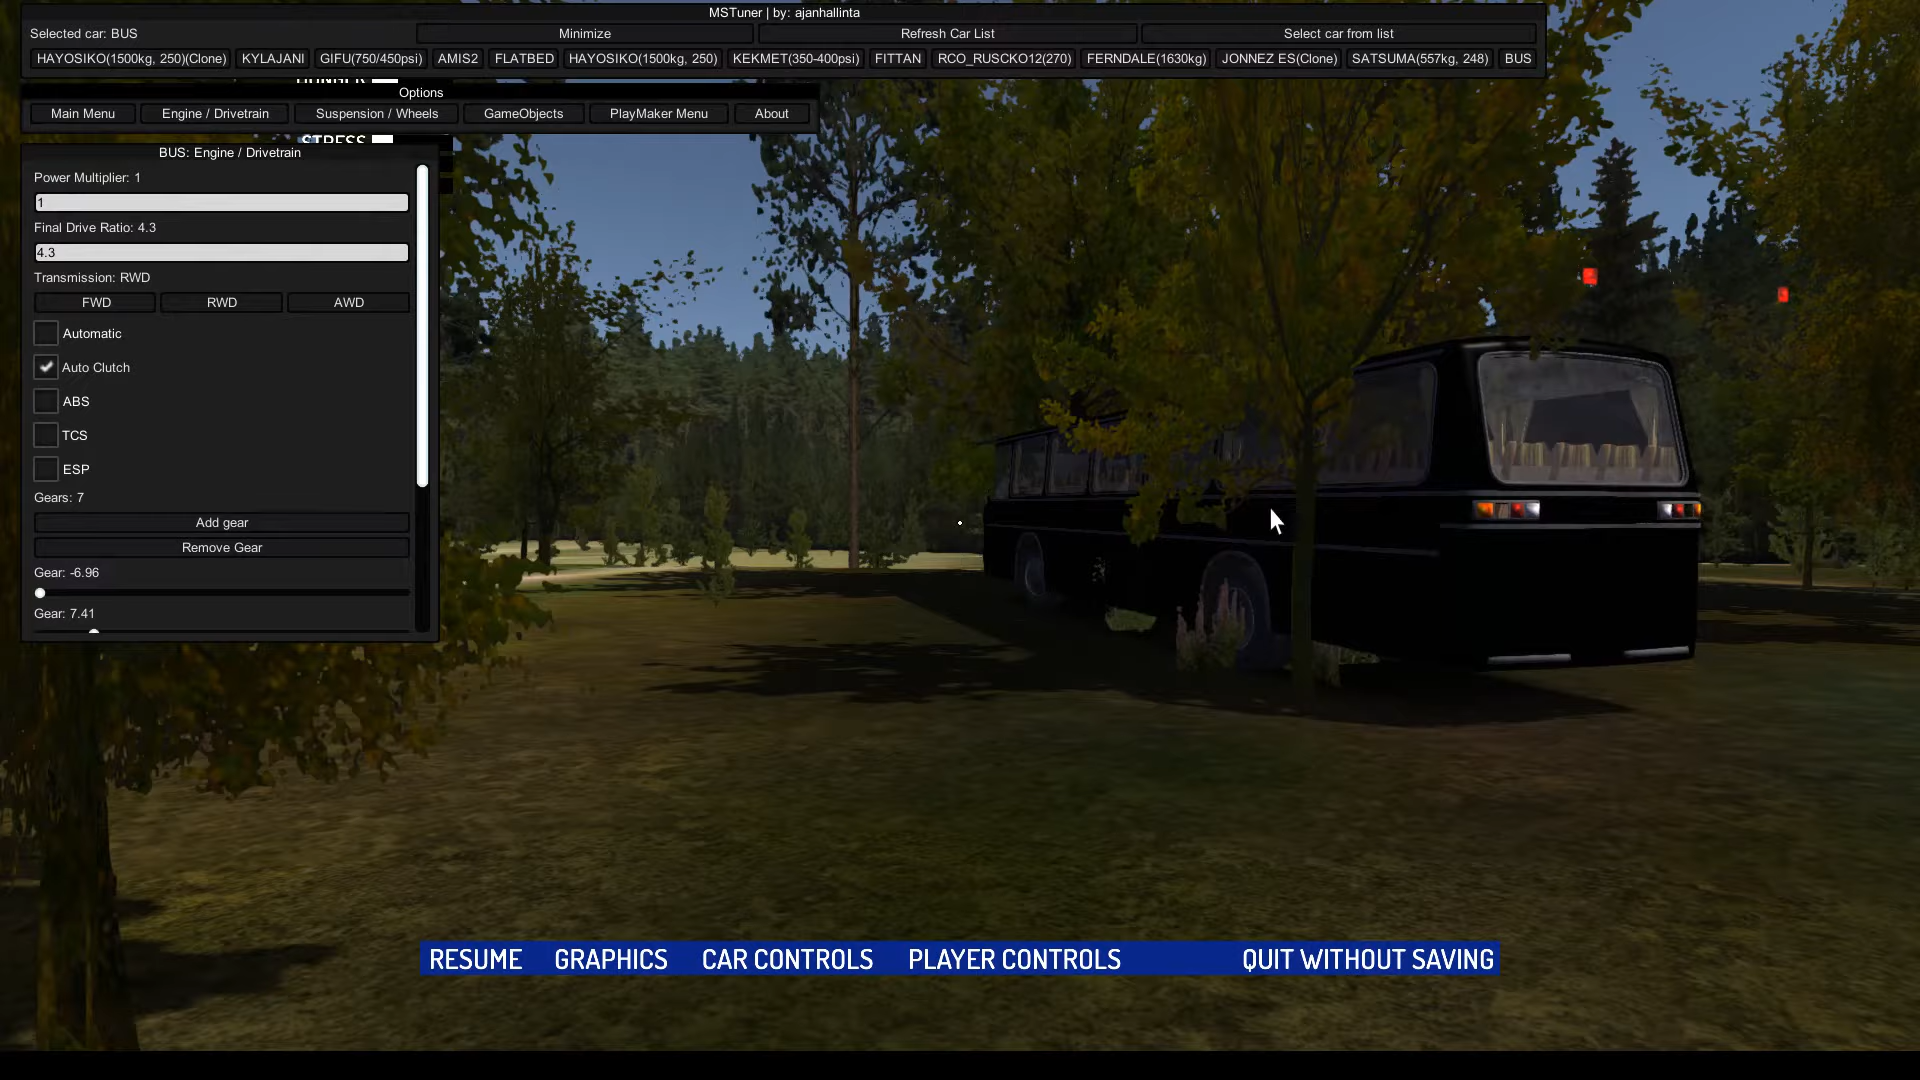 MSTuner | by: ajanhallinta
Selected car: BUS
Minimize
Refresh Car List
Select car from list
HAYOSIKO(1500kg, 250)(Clone) KYLAJANI GIFU(750/450psi) AMIS2 FLATBED HAYOSIKO(1500kg, 250) KEKMET(350-400psi) FITTAN RCO_RUSCKO12(270) FERNDALE(1630kg) JONNEZ ES(Clone) SATSUMA(557kg, 248) BUS
Options
Main Menu Engine / Drivetrain Suspension / Wheels GameObjects PlayMaker Menu About
STRESS
BUS: Engine / Drivetrain
Power Multiplier: 1
1
Final Drive Ratio: 4.3
4.3
Transmission: RWD
FWD RWD AWD
Automatic
Auto Clutch
ABS
TCS
ESP
Gears: 7
Add gear
Remove Gear
Gear: -6.96
Gear: 7.41
RESUME GRAPHICS CAR CONTROLS PLAYER CONTROLS QUIT WITHOUT SAVING